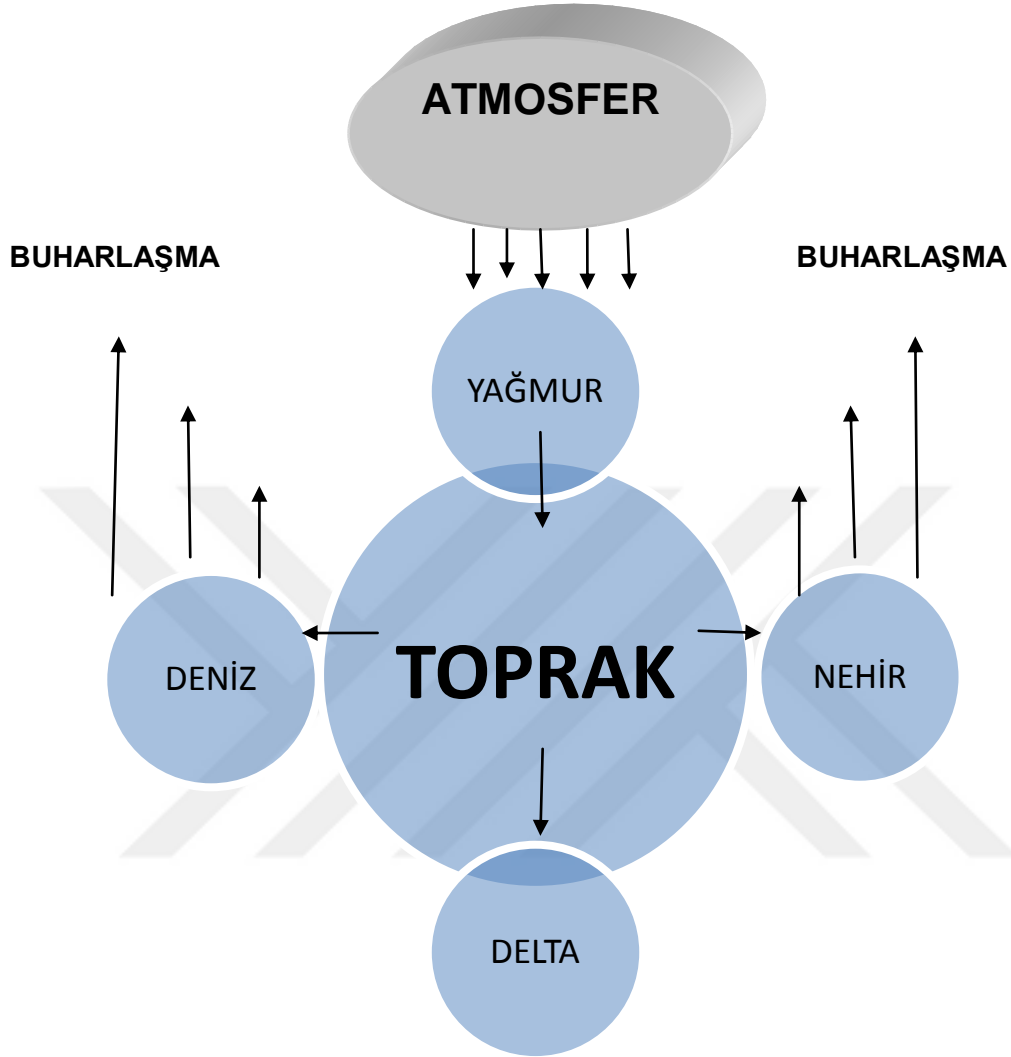 ATMOSFER
BUHARLAŞMA
BUHARLAŞMA
YAĞMUR
DENİZ
TOPRAK
NEHİR
DELTA